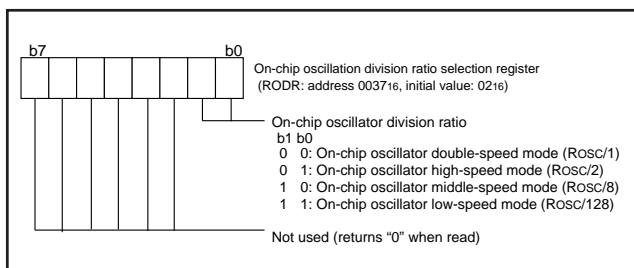 b7 b0
On-chip oscillation division ratio selection register
(RODR: address 003716, initial value: 0216)
On-chip oscillator division ratio
b1 b0
0 0: On-chip oscillator double-speed mode (ROSC/1)
0 1: On-chip oscillator high-speed mode (ROSC/2)
1 0: On-chip oscillator middle-speed mode (ROSC/8)
1 1: On-chip oscillator low-speed mode (ROSC/128)
Not used (returns “0” when read)